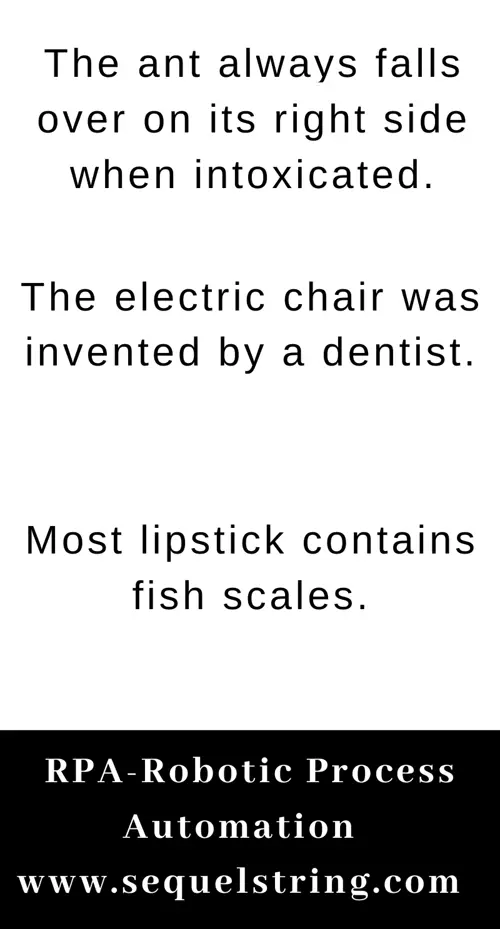 The ant always falls
over on its right side
when intoxicated.
The electric chair was
invented by a dentist.
Most lipstick contains
fish scales.
RPA-Robotic Process
Automation
www.sequelstring.com